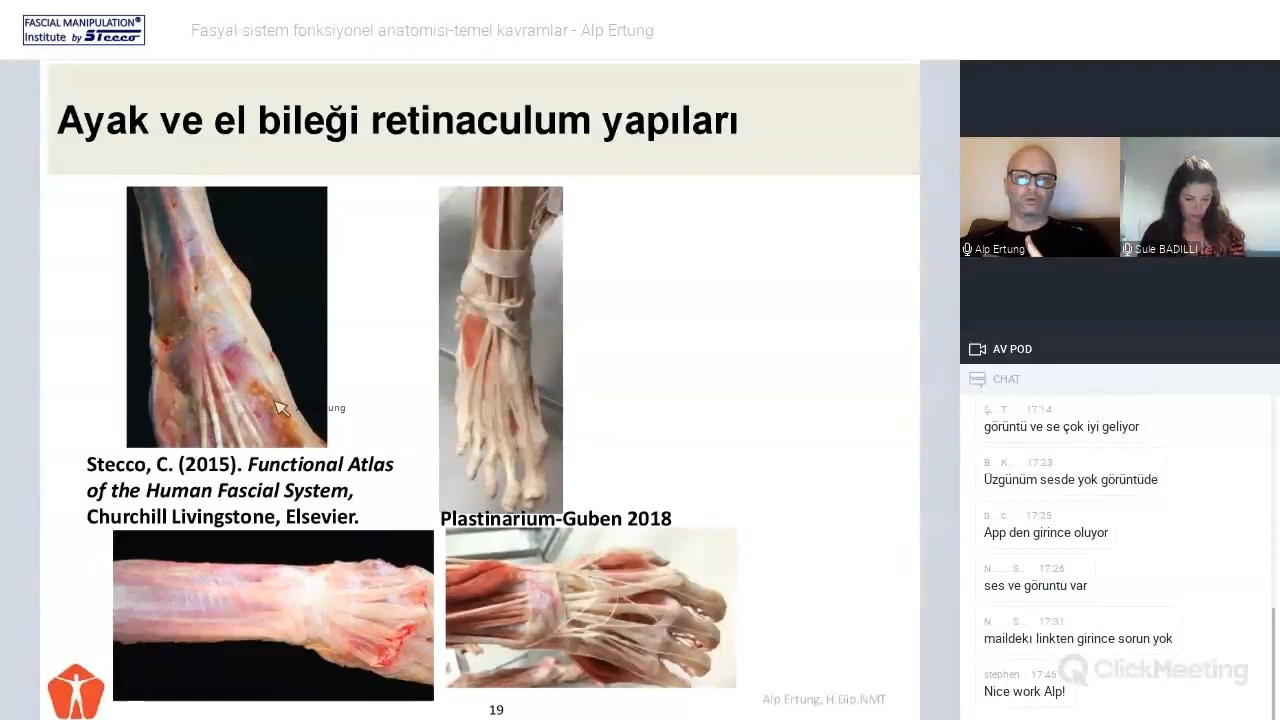 FASCIAL MANIPULATION®
Institute by Stecco
Fasyal sistem fonksiyonel anatomisi-temel kavramlar - Alp Ertung
Ayak ve el bileği retinaculum yapıları
Stecco, C. (2015). Functional Atlas
of the Human Fascial System,
Churchill Livingstone, Elsevier.
Plastinarium-Guben 2018
Alp Ertung, H.Dip.NMT
19
Alp Ertung
Sule BADILLI
AV POD
CHAT
Ş... T 17:14
görüntü ve se çok iyi geliyor
B. K.. 17:23
Üzgünüm sesde yok görüntüde
17:25
App den girince oluyor
N.... S.. 17:26
ses ve göruntu var
N. S.. 17:31
maildekı linkten girince sorun yok
stephen 17:46
Nice work Alp!
ClickMeeting